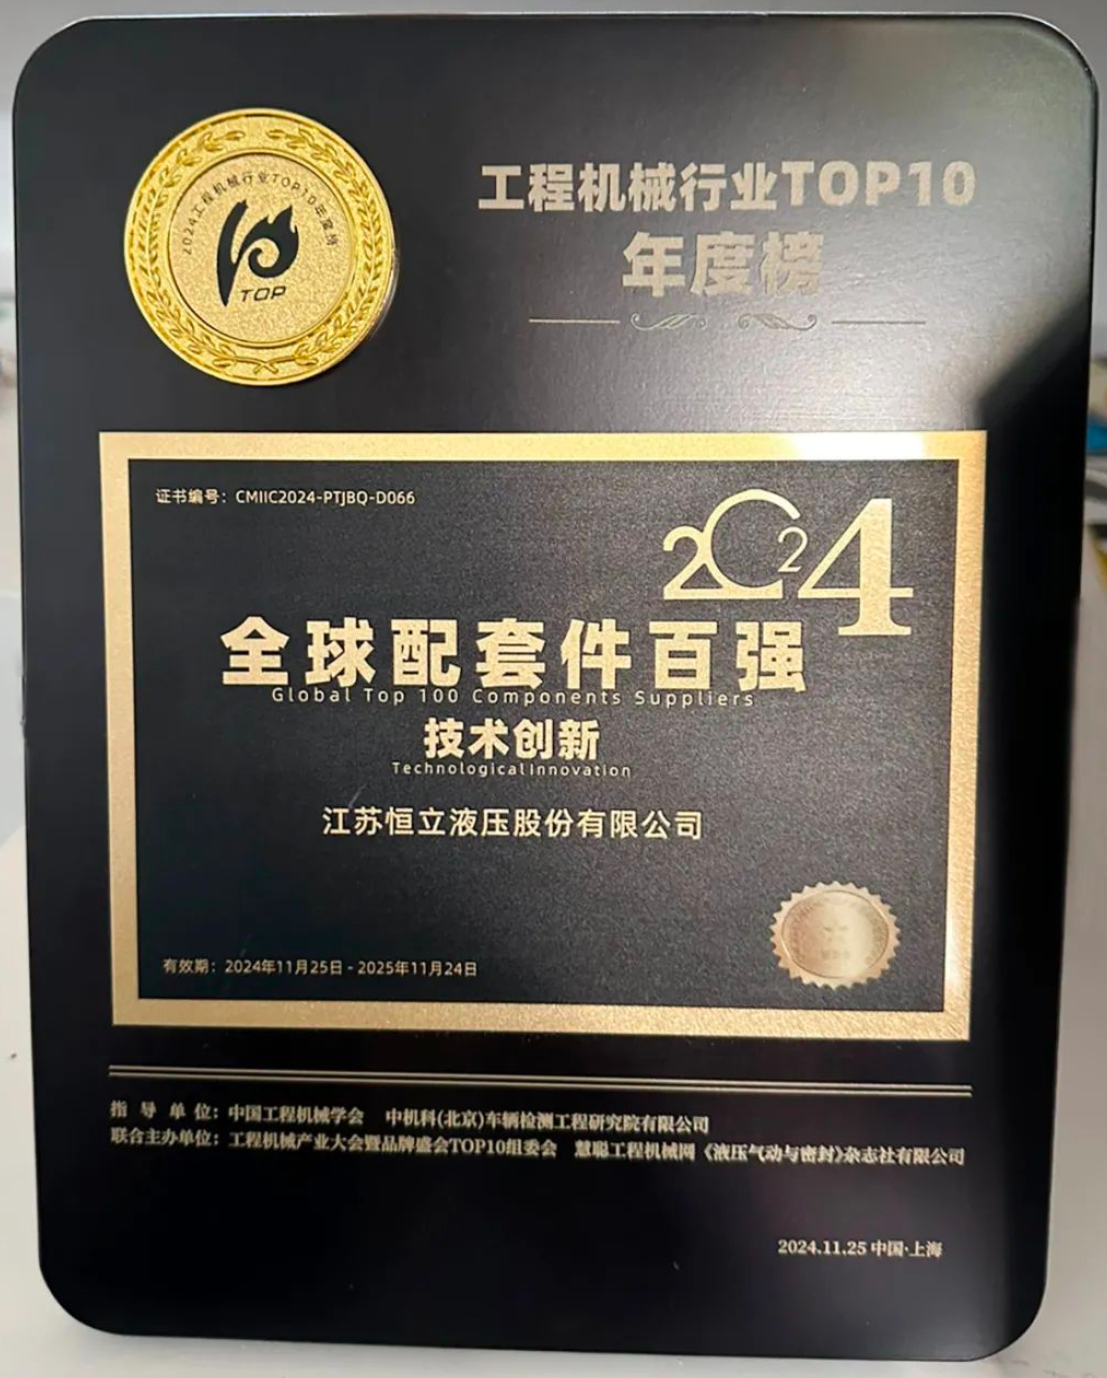 2024工程机械行业TOP10年度榜
TOP
工程机械行业TOP10
年度榜
证书编号：CMIIC2024-PTJBQ-D066
2024
2
全球配套件百强
Global Top 100 Components Suppliers
技术创新
Technological Innovation
江苏恒立液压股份有限公司
有效期：2024年11月25日 - 2025年11月24日
指导单位：中国工程机械学会 中机科(北京)车辆检测工程研究院有限公司
联合主办单位：工程机械产业大会暨品牌盛会TOP10组委会 慧聪工程机械网《液压气动与密封》杂志社有限公司
2024.11.25 中国·上海